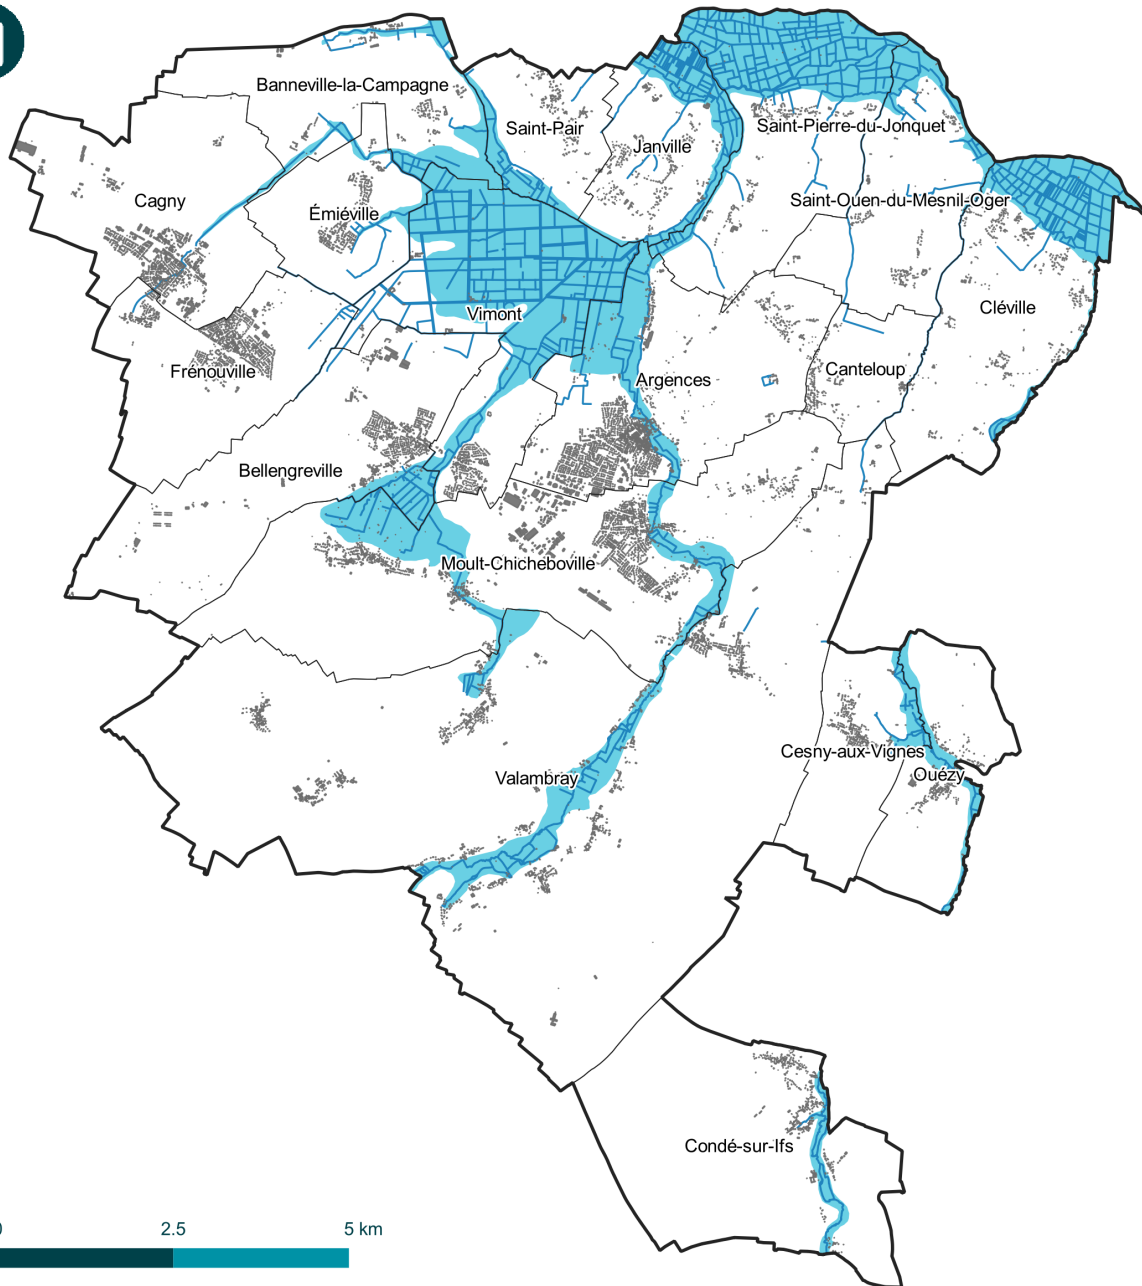 Banneville-la-Campagne
Saint-Pair
Saint-Pierre-du-Jonquet
Janville
Cagny
Émiéville
Saint-Ouen-du-Mesnil-Oger
Vimont
Cléville
Frénouville
Argences
Canteloup
Bellengreville
Moult-Chicheboville
Cesny-aux-Vignes
Ouézy
Valambray
Condé-sur-Ifs
0 2.5 5 km